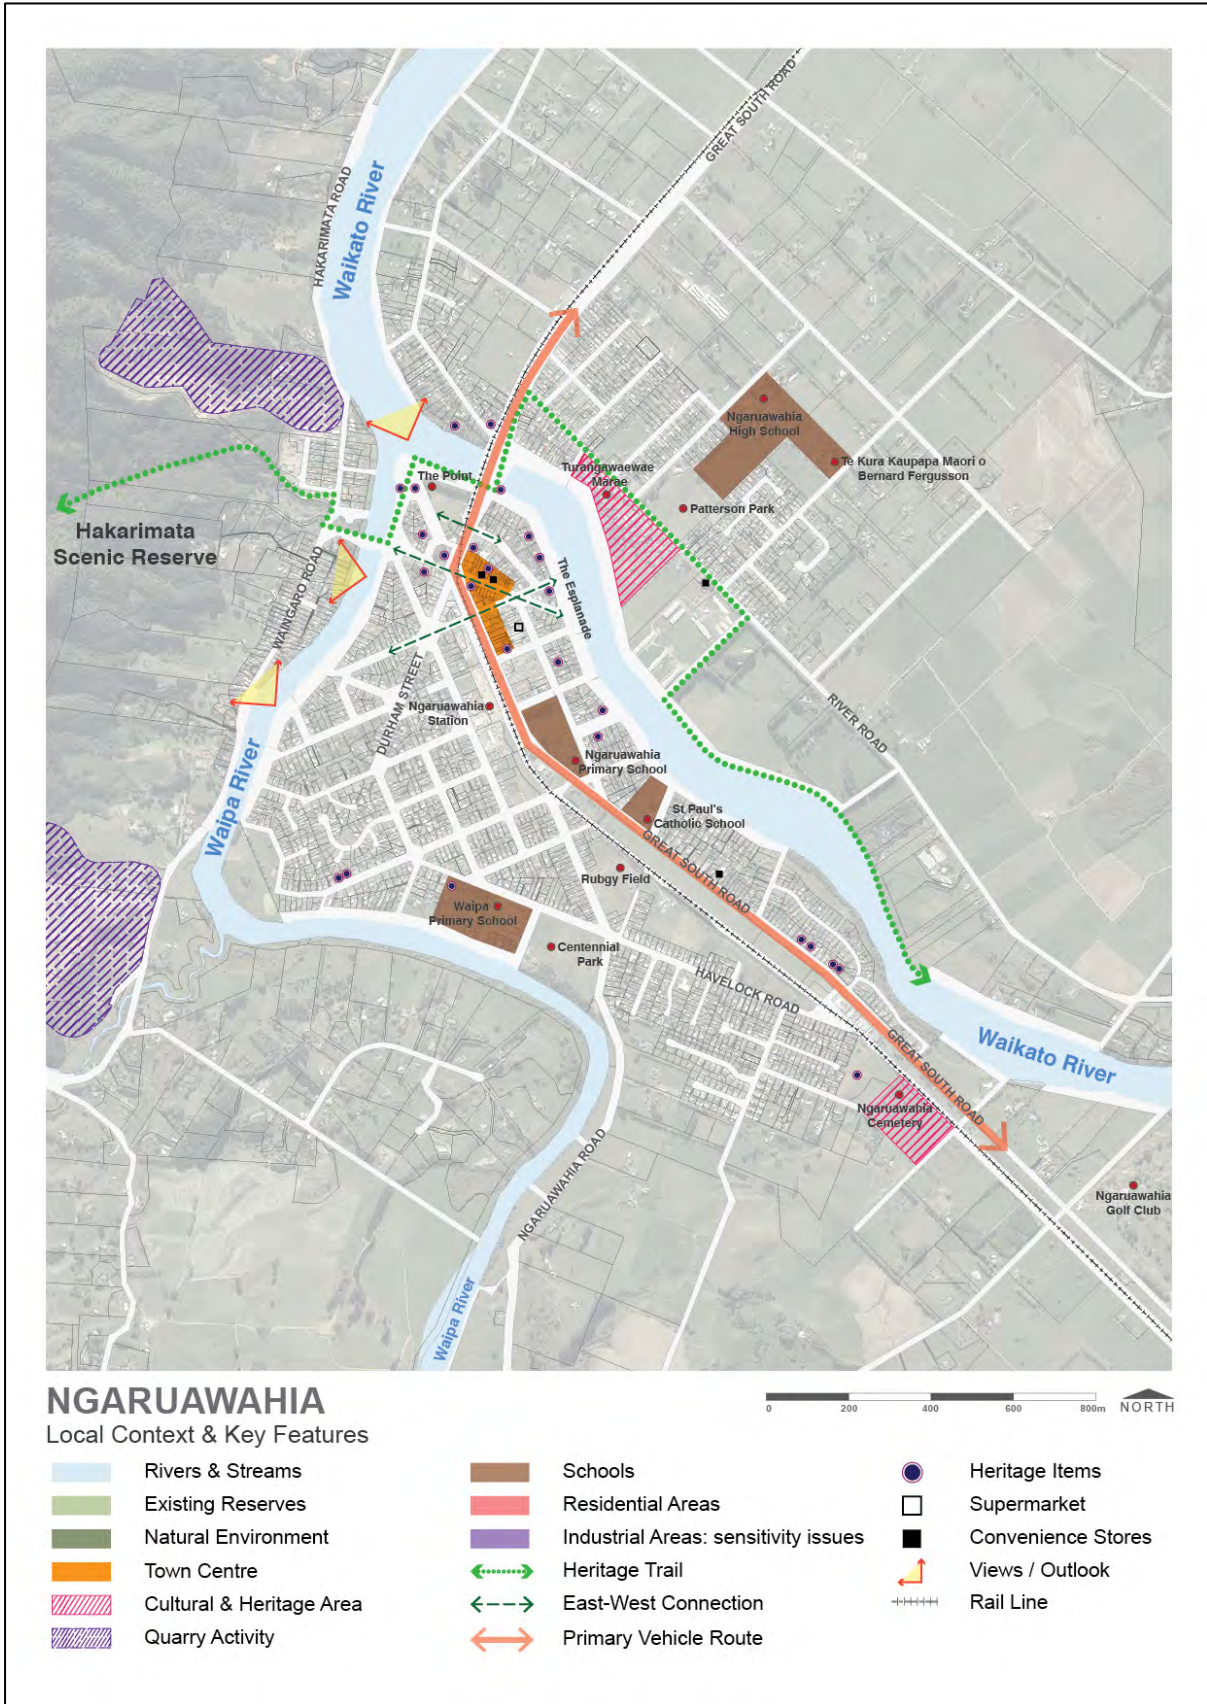 GREAT SOUTH ROAD
HAKARIMATA ROAD
Waikato River
Ngaruawahia
High School
Te Kura Kaupapa Maori o
Bernard Fergusson
Turangawaewae
Marae
The Point
Patterson Park
Hakarimata
Scenic Reserve
WAINGARO ROAD
The Esplanade
DURHAM STREET
Ngaruawahia
Station
RIVER ROAD
Waipa River
Ngaruawahia
Primary School
St Paul's
Catholic School
GREAT SOUTH ROAD
Rubgy Field
Waipa
Primary School
Centennial
Park
HAVELOCK ROAD
Waikato River
GREAT SOUTH ROAD
Ngaruawahia
Cemetery
NGARUAWAHIA ROAD
Ngaruawahia
Golf Club
Waipa River
NGARUAWAHIA
Local Context & Key Features
0 200 400 600 800m
NORTH
Rivers & Streams
Existing Reserves
Natural Environment
Town Centre
Cultural & Heritage Area
Quarry Activity
Schools
Residential Areas
Industrial Areas: sensitivity issues
Heritage Trail
East-West Connection
Primary Vehicle Route
Heritage Items
Supermarket
Convenience Stores
Views / Outlook
Rail Line